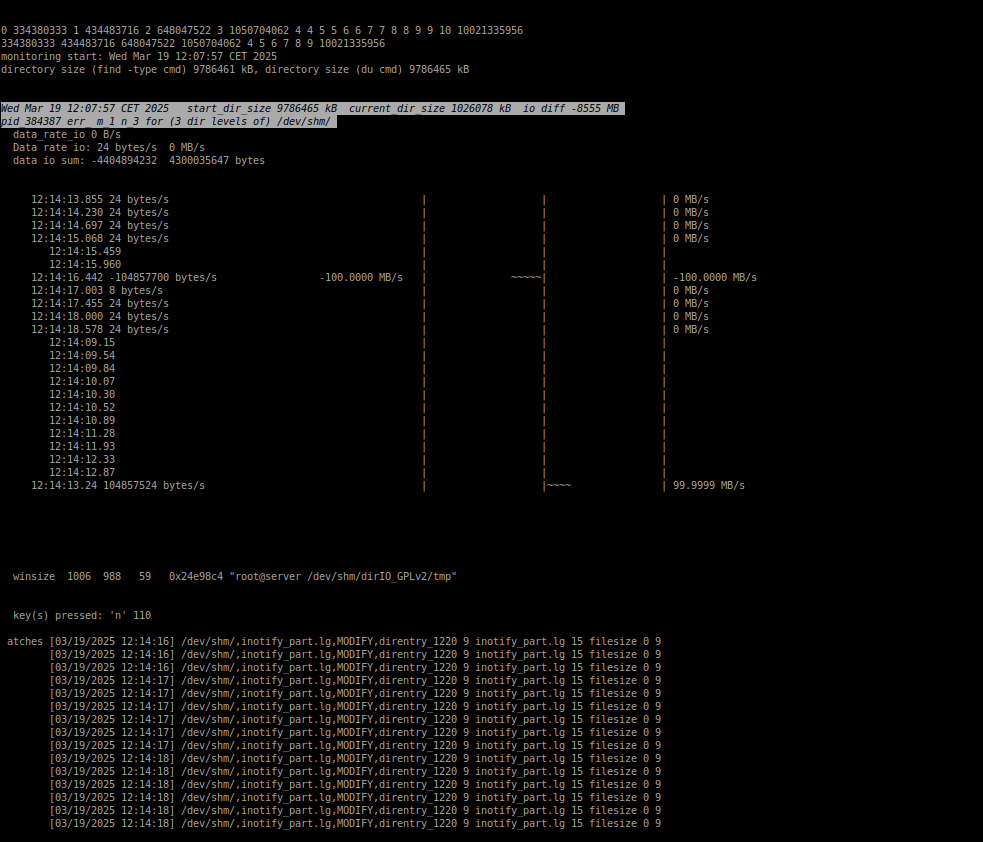 0 334380333 1 434483716 2 648047522 3 1050704062 4 4 5 5 6 6 7 7 8 8 9 9 10 10021335956
334380333 434483716 648047522 1050704062 4 5 6 7 8 9 10021335956
monitoring start: Wed Mar 19 12:07:57 CET 2025
directory size (find -type cmd) 9786461 kB, directory size (du cmd) 9786465 kB
Wed Mar 19 12:07:57 CET 2025   start_dir_size 9786465 kB  current_dir_size 1026078 kB  io diff -8555 MB
pid_384387 err__m 1 n_3 for (3 dir levels of) /dev/shm/
data_rate_io 0 B/s
Data rate io: 24 bytes/s  0 MB/s
data io sum: -4404894232  4300035647 bytes
12:14:13.855 24 bytes/s | | | 0 MB/s
12:14:14.230 24 bytes/s | | | 0 MB/s
12:14:14.697 24 bytes/s | | | 0 MB/s
12:14:15.068 24 bytes/s | | | 0 MB/s
12:14:15.459 | | |
12:14:15.960 | | |
12:14:16.442 -104857700 bytes/s -100.0000 MB/s | ~~~~~| | -100.0000 MB/s
12:14:17.003 8 bytes/s | | | 0 MB/s
12:14:17.455 24 bytes/s | | | 0 MB/s
12:14:18.000 24 bytes/s | | | 0 MB/s
12:14:18.578 24 bytes/s | | | 0 MB/s
12:14:09.15 | | |
12:14:09.54 | | |
12:14:09.84 | | |
12:14:10.07 | | |
12:14:10.30 | | |
12:14:10.52 | | |
12:14:10.89 | | |
12:14:11.28 | | |
12:14:11.93 | | |
12:14:12.33 | | |
12:14:12.87 | | |
12:14:13.24 104857524 bytes/s | |~~~~ | 99.9999 MB/s
winsize  1006  988   59   0x24e98c4 "root@server /dev/shm/dirIO_GPLv2/tmp"
key(s) pressed: 'n' 110
atches [03/19/2025 12:14:16] /dev/shm/,inotify_part.lg,MODIFY,direntry_1220 9 inotify_part.lg 15 filesize 0 9
[03/19/2025 12:14:16] /dev/shm/,inotify_part.lg,MODIFY,direntry_1220 9 inotify_part.lg 15 filesize 0 9
[03/19/2025 12:14:16] /dev/shm/,inotify_part.lg,MODIFY,direntry_1220 9 inotify_part.lg 15 filesize 0 9
[03/19/2025 12:14:17] /dev/shm/,inotify_part.lg,MODIFY,direntry_1220 9 inotify_part.lg 15 filesize 0 9
[03/19/2025 12:14:17] /dev/shm/,inotify_part.lg,MODIFY,direntry_1220 9 inotify_part.lg 15 filesize 0 9
[03/19/2025 12:14:17] /dev/shm/,inotify_part.lg,MODIFY,direntry_1220 9 inotify_part.lg 15 filesize 0 9
[03/19/2025 12:14:17] /dev/shm/,inotify_part.lg,MODIFY,direntry_1220 9 inotify_part.lg 15 filesize 0 9
[03/19/2025 12:14:17] /dev/shm/,inotify_part.lg,MODIFY,direntry_1220 9 inotify_part.lg 15 filesize 0 9
[03/19/2025 12:14:17] /dev/shm/,inotify_part.lg,MODIFY,direntry_1220 9 inotify_part.lg 15 filesize 0 9
[03/19/2025 12:14:18] /dev/shm/,inotify_part.lg,MODIFY,direntry_1220 9 inotify_part.lg 15 filesize 0 9
[03/19/2025 12:14:18] /dev/shm/,inotify_part.lg,MODIFY,direntry_1220 9 inotify_part.lg 15 filesize 0 9
[03/19/2025 12:14:18] /dev/shm/,inotify_part.lg,MODIFY,direntry_1220 9 inotify_part.lg 15 filesize 0 9
[03/19/2025 12:14:18] /dev/shm/,inotify_part.lg,MODIFY,direntry_1220 9 inotify_part.lg 15 filesize 0 9
[03/19/2025 12:14:18] /dev/shm/,inotify_part.lg,MODIFY,direntry_1220 9 inotify_part.lg 15 filesize 0 9
[03/19/2025 12:14:18] /dev/shm/,inotify_part.lg,MODIFY,direntry_1220 9 inotify_part.lg 15 filesize 0 9